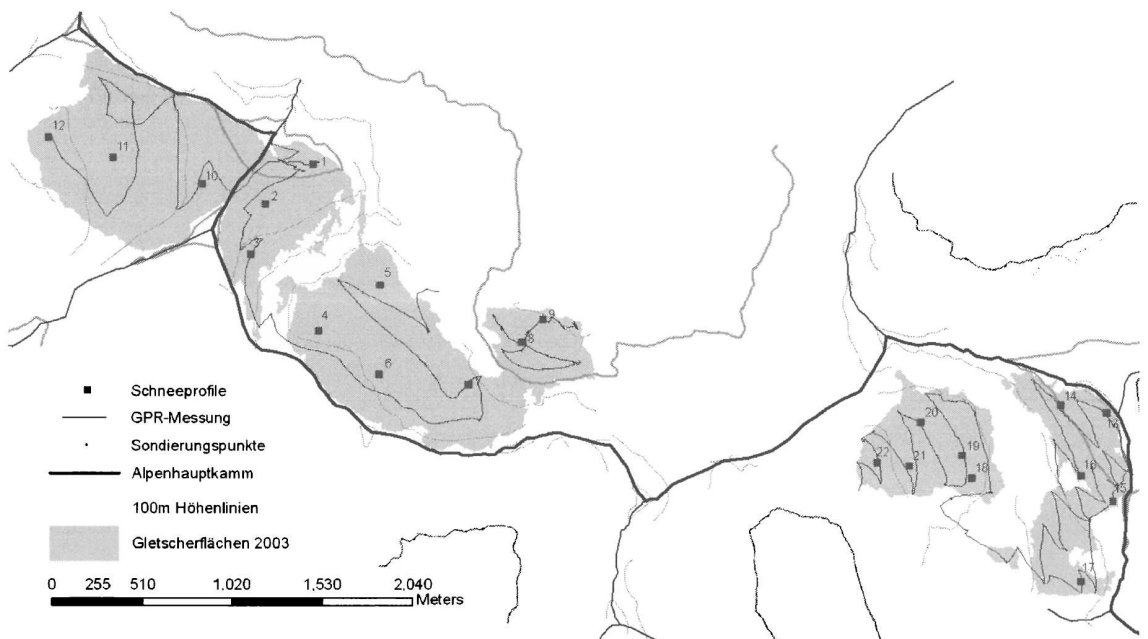 12
11
10
1
2
3
5
4
6
7
9
8
14
13
20
22
21
19
18
16
15
17
Schneeprofile
GPR-Messung
Sondierungspunkte
Alpenhauptkamm
100m Höhenlinien
Gletscherflächen 2003
0 255 510 1.020 1,530 2.040
Meters